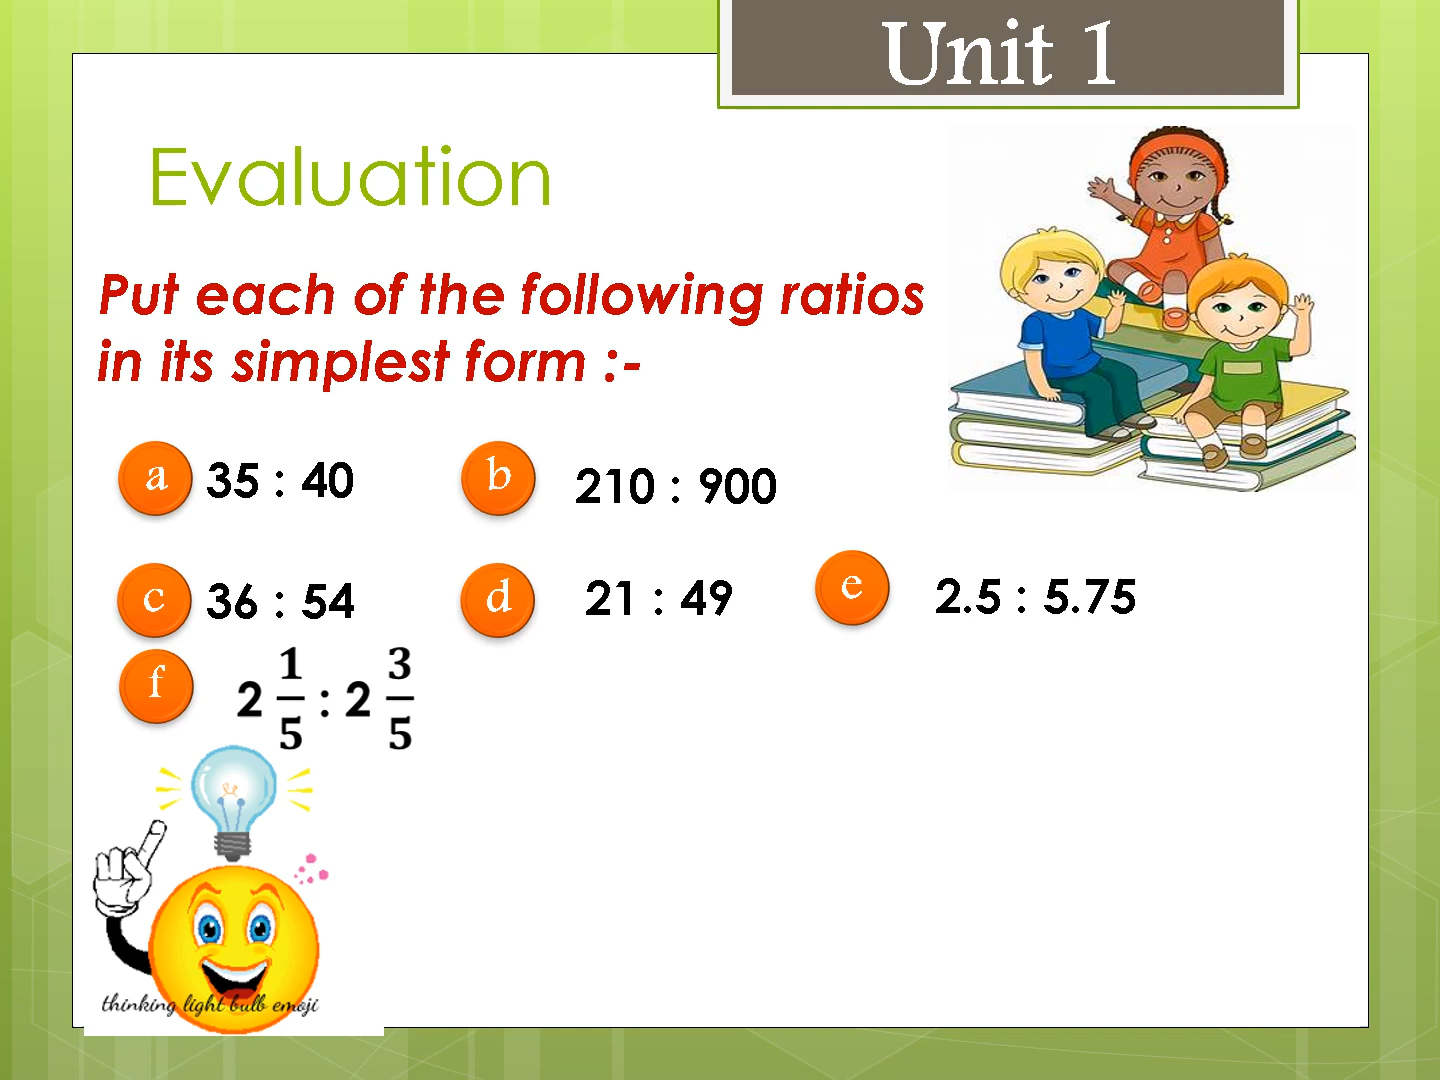 Unit 1
Evaluation
Put each of the following ratios
in its simplest form :-
a 35 : 40 b 210 : 900
c 36 : 54 d 21 : 49 e 2.5 : 5.75
f 2 1/5 : 2 3/5
thinking light bulb emoji